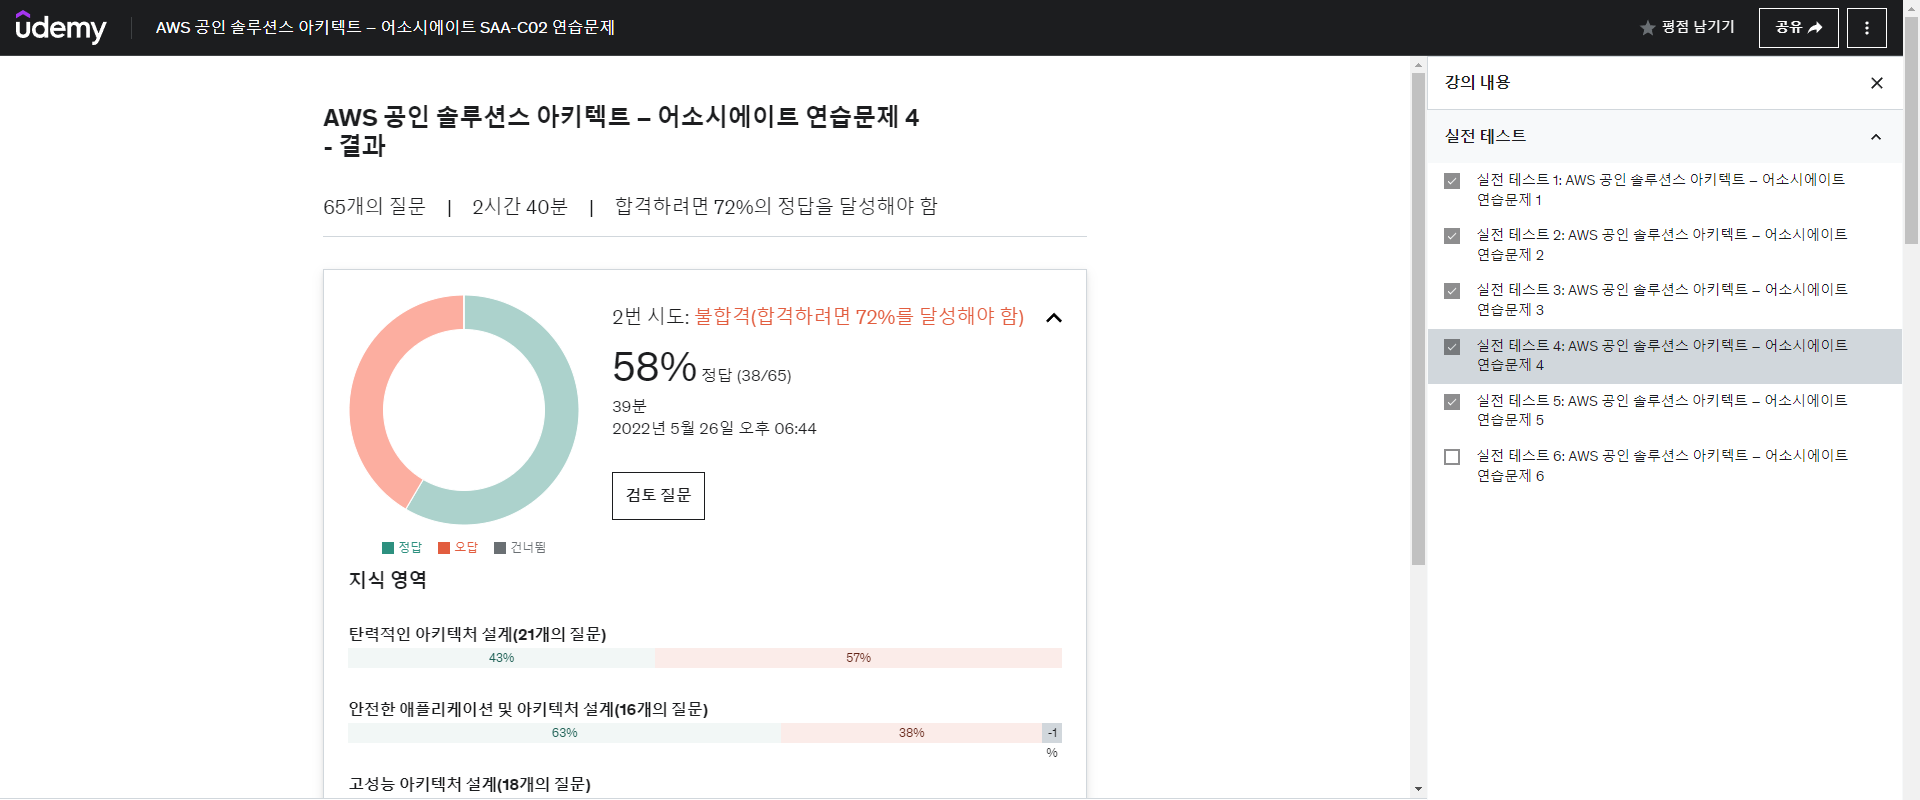 udemy
AWS 공인 솔루션스 아키텍트 – 어소시에이트 SAA-C02 연습문제
평점 남기기
공유
AWS 공인 솔루션스 아키텍트 – 어소시에이트 연습문제 4
- 결과
65개의 질문 | 2시간 40분 | 합격하려면 72%의 정답을 달성해야 함
2번 시도: 불합격(합격하려면 72%를 달성해야 함)
58% 정답 (38/65)
39분
2022년 5월 26일 오후 06:44
검토 질문
정답 오답 건너뜀
지식 영역
탄력적인 아키텍처 설계(21개의 질문)
43% 57%
안전한 애플리케이션 및 아키텍처 설계(16개의 질문)
63% 38% -1
%
고성능 아키텍처 설계(18개의 질문)
강의 내용
실전 테스트
실전 테스트 1: AWS 공인 솔루션스 아키텍트 – 어소시에이트
연습문제 1
실전 테스트 2: AWS 공인 솔루션스 아키텍트 – 어소시에이트
연습문제 2
실전 테스트 3: AWS 공인 솔루션스 아키텍트 – 어소시에이트
연습문제 3
실전 테스트 4: AWS 공인 솔루션스 아키텍트 – 어소시에이트
연습문제 4
실전 테스트 5: AWS 공인 솔루션스 아키텍트 – 어소시에이트
연습문제 5
실전 테스트 6: AWS 공인 솔루션스 아키텍트 – 어소시에이트
연습문제 6